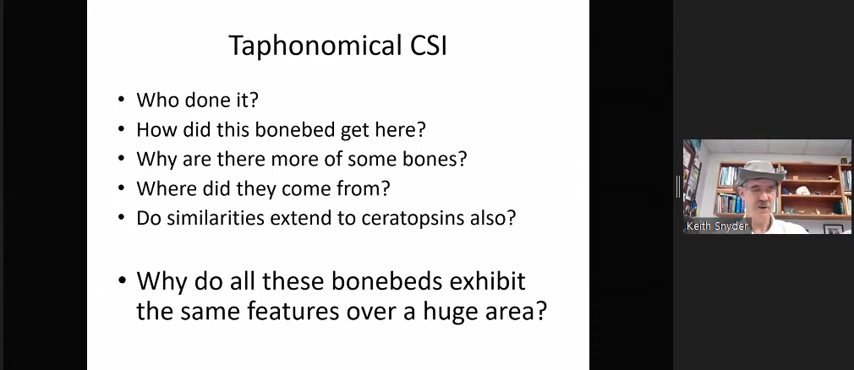 Taphonomical CSI
• Who done it?
• How did this bonebed get here?
• Why are there more of some bones?
• Where did they come from?
• Do similarities extend to ceratopsins also?
• Why do all these bonebeds exhibit
the same features over a huge area?
Keith Snyder